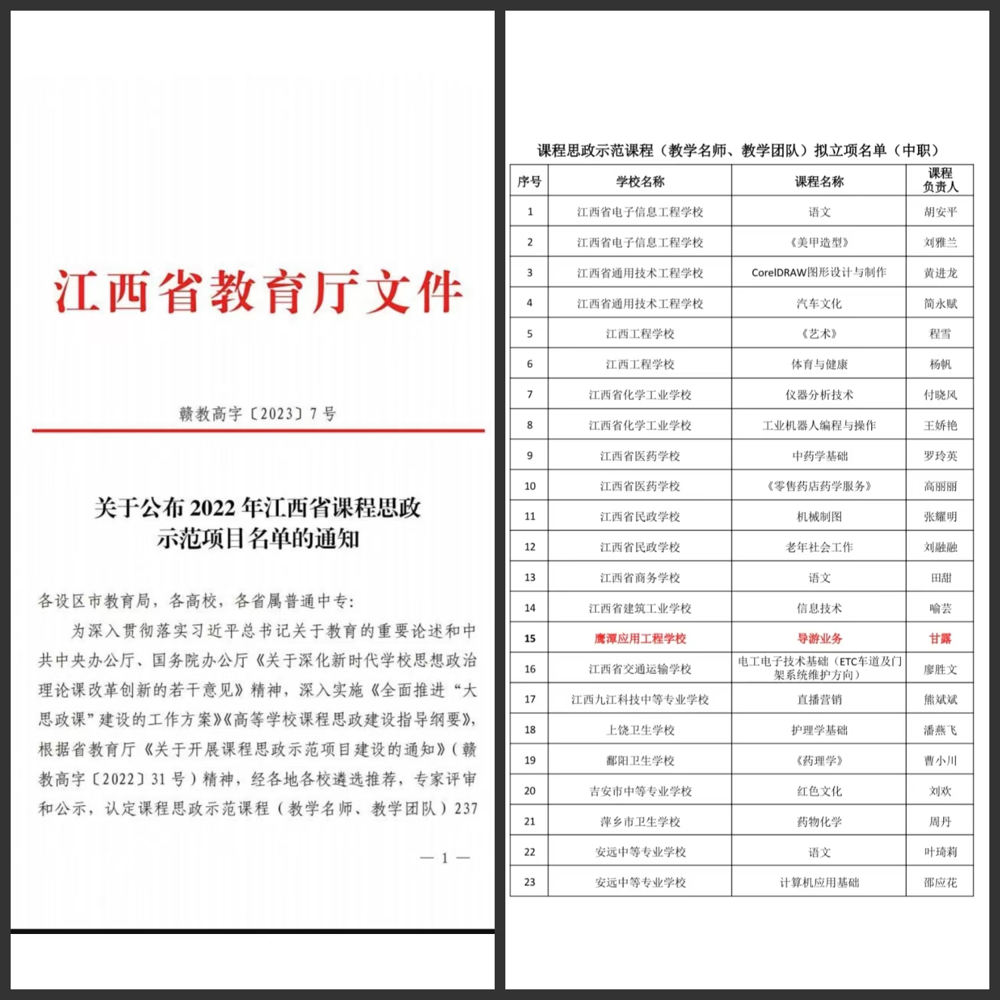 江西省教育厅文件
赣教高字〔2023〕7 号
关于公布 2022 年江西省课程思政
示范项目名单的通知
各设区市教育局，各高校，各省属普通中专：
为深入贯彻落实习近平总书记关于教育的重要论述和中
共中央办公厅、国务院办公厅《关于深化新时代学校思想政治
理论课改革创新的若干意见》精神，深入实施《全面推进“大
思政课”建设的工作方案》《高等学校课程思政建设指导纲要》，
根据省教育厅《关于开展课程思政示范项目建设的通知》（赣
教高字〔2022〕31 号）精神，经各地各校遴选推荐，专家评审
和公示，认定课程思政示范课程（教学名师、教学团队）237
— 1 —
课程思政示范课程（教学名师、教学团队）拟立项名单（中职）
序号 学校名称 课程名称 课程
负责人
1 江西省电子信息工程学校 语文 胡安平
2 江西省电子信息工程学校 《美甲造型》 刘雅兰
3 江西省通用技术工程学校 CorelDRAW图形设计与制作 黄进龙
4 江西省通用技术工程学校 汽车文化 简永赋
5 江西工程学校 《艺术》 程雪
6 江西工程学校 体育与健康 杨帆
7 江西省化学工业学校 仪器分析技术 付晓风
8 江西省化学工业学校 工业机器人编程与操作 王娇艳
9 江西省医药学校 中药学基础 罗玲英
10 江西省医药学校 《零售药店药学服务》 高丽丽
11 江西省民政学校 机械制图 张耀明
12 江西省民政学校 老年社会工作 刘融融
13 江西省商务学校 语文 田甜
14 江西省建筑工业学校 信息技术 喻芸
15 鹰潭应用工程学校 导游业务 甘露
16 江西省交通运输学校 电工电子技术基础（ETC车道及门
架系统维护方向） 廖胜文
17 江西九江科技中等专业学校 直播营销 熊斌斌
18 上饶卫生学校 护理学基础 潘燕飞
19 鄱阳卫生学校 《药理学》 曹小川
20 吉安市中等专业学校 红色文化 刘欢
21 萍乡市卫生学校 药物化学 周丹
22 安远中等专业学校 语文 叶琦莉
23 安远中等专业学校 计算机应用基础 邵应花